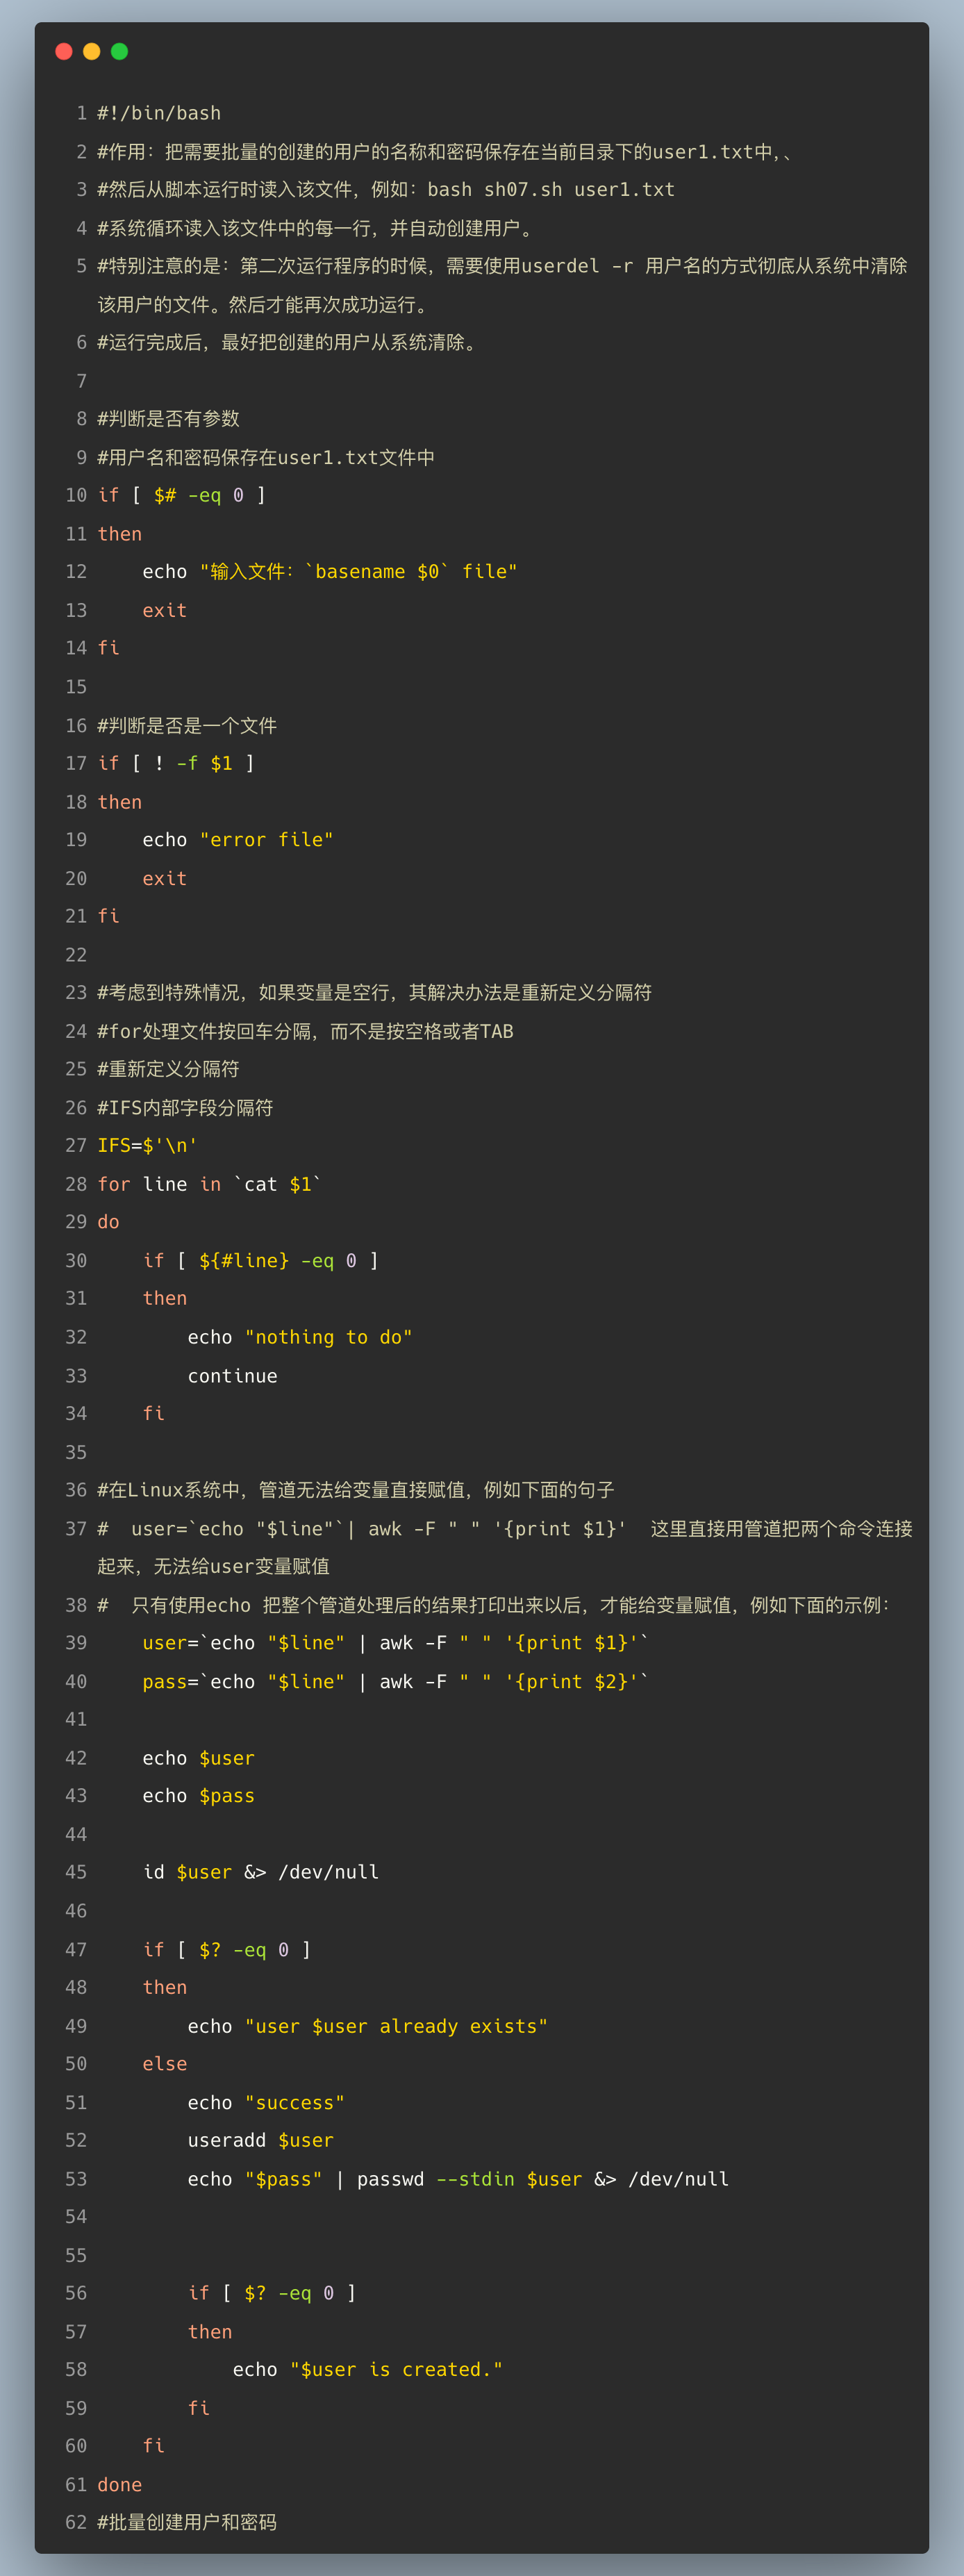 1 #!/bin/bash
2 #作用：把需要批量的创建的用户的名称和密码保存在当前目录下的user1.txt中,、
3 #然后从脚本运行时读入该文件，例如：bash sh07.sh user1.txt
4 #系统循环读入该文件中的每一行，并自动创建用户。
5 #特别注意的是：第二次运行程序的时候，需要使用userdel -r 用户名的方式彻底从系统中清除
该用户的文件。然后才能再次成功运行。
6 #运行完成后，最好把创建的用户从系统清除。
7
8 #判断是否有参数
9 #用户名和密码保存在user1.txt文件中
10 if [ $# -eq 0 ]
11 then
12     echo "输入文件：`basename $0` file"
13     exit
14 fi
15
16 #判断是否是一个文件
17 if [ ! -f $1 ]
18 then
19     echo "error file"
20     exit
21 fi
22
23 #考虑到特殊情况，如果变量是空行，其解决办法是重新定义分隔符
24 #for处理文件按回车分隔，而不是按空格或者TAB
25 #重新定义分隔符
26 #IFS内部字段分隔符
27 IFS=$'\n'
28 for line in `cat $1`
29 do
30     if [ ${#line} -eq 0 ]
31     then
32         echo "nothing to do"
33         continue
34     fi
35
36 #在Linux系统中，管道无法给变量直接赋值，例如下面的句子
37 #  user=`echo "$line"`| awk -F " " '{print $1}'  这里直接用管道把两个命令连接
起来，无法给user变量赋值
38 #  只有使用echo 把整个管道处理后的结果打印出来以后，才能给变量赋值，例如下面的示例：
39     user=`echo "$line" | awk -F " " '{print $1}'`
40     pass=`echo "$line" | awk -F " " '{print $2}'`
41
42     echo $user
43     echo $pass
44
45     id $user &> /dev/null
46
47     if [ $? -eq 0 ]
48     then
49         echo "user $user already exists"
50     else
51         echo "success"
52         useradd $user
53         echo "$pass" | passwd --stdin $user &> /dev/null
54
55
56         if [ $? -eq 0 ]
57         then
58             echo "$user is created."
59         fi
60     fi
61 done
62 #批量创建用户和密码